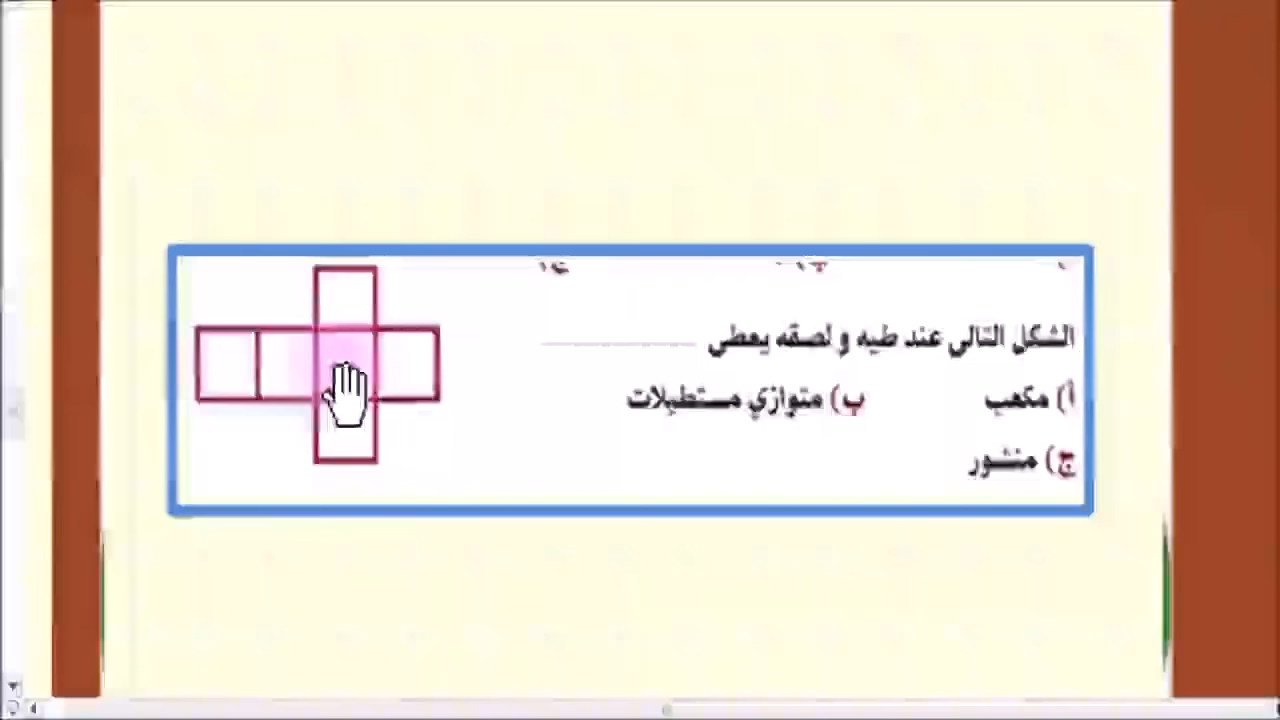 الشكل التالي عند طيه و لصقه يعطي
أ) مكعب ب) متوازي مستطيلات
ج) منشور